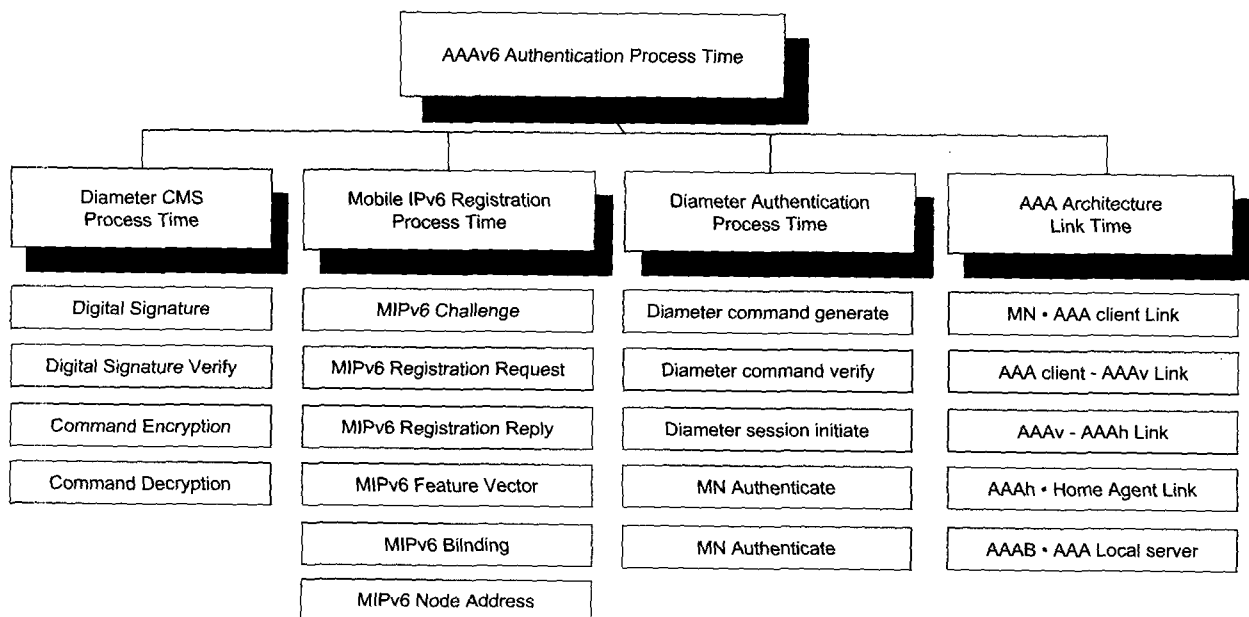 AAAv6 Authentication Process Time
Diameter CMS
Process Time
Mobile IPv6 Registration
Process Time
Diameter Authentication
Process Time
AAA Architecture
Link Time
Digital Signature
Digital Signature Verify
Command Encryption
Command Decryption
MIPv6 Challenge
MIPv6 Registration Request
MIPv6 Registration Reply
MIPv6 Feature Vector
MIPv6 Bilnding
MIPv6 Node Address
Diameter command generate
Diameter command verify
Diameter session initiate
MN Authenticate
MN Authenticate
MN • AAA client Link
AAA client - AAAv Link
AAAv - AAAh Link
AAAh • Home Agent Link
AAAB • AAA Local server